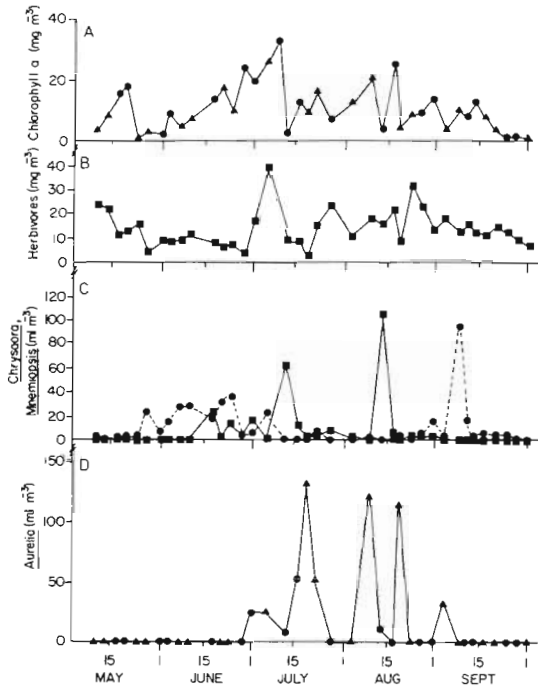 A
Chlorophyll a (mg m⁻³)
40
20
0
B
Herbivores (mg m⁻³)
40
30
20
10
0
C
Chrysaora,
Mnemiopsis (ml m⁻³)
120
100
80
60
40
20
0
D
Aurelia (ml m⁻³)
150
100
50
0
15 1 15 1 15 1 15 1 15 1
MAY JUNE JULY AUG SEPT